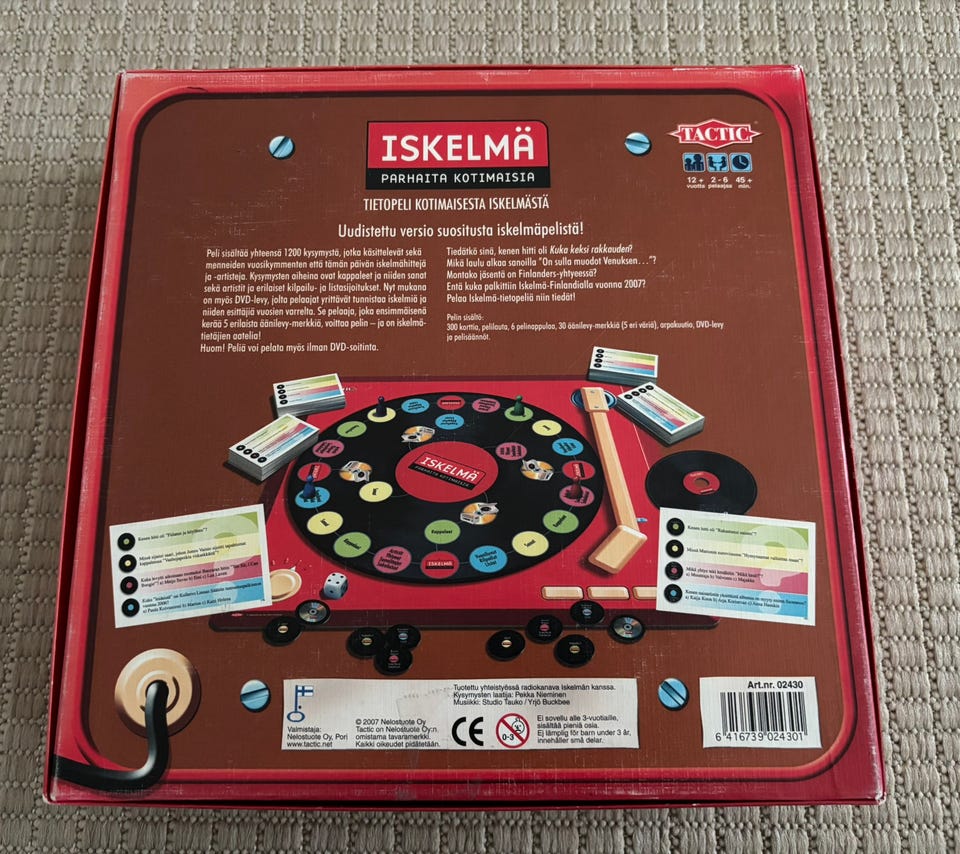 ISKELMÄ
PARHAITA KOTIMAISIA
TACTIC
12 + vuotta
2 - 6 pelaajaa
45 + min.
TIETOPELI KOTIMAISESTA ISKELMÄSTÄ
Uudistettu versio suositusta iskelmäpelistä!
Peli sisältää yhteensä 1200 kysymystä, jotka käsittelevät sekä
menneiden vuosikymmenten että tämän päivän iskelmähittejä
ja -artisteja. Kysymysten aiheina ovat kappaleet ja niiden sanat
sekä artistit ja erilaiset kilpailu- ja listasijoitukset. Nyt mukana
on myös DVD-levy, jolta pelaajat yrittävät tunnistaa iskelmiä ja
niiden esittäjiä vuosien varrelta. Se pelaaja, joka ensimmäisenä
kerää 5 erilaista äänilevy-merkkiä, voittaa pelin – ja on iskelmä-
tietäjien aatelia!
Huom! Peliä voi pelata myös ilman DVD-soitinta.
Tiedätkö sinä, kenen hitti oli Kuka keksi rakkauden?
Mikä laulu alkaa sanoilla "On sulla muodot Venuksen…"?
Montako jäsentä on Finlanders-yhtyeessä?
Entä kuka palkittiin Iskelmä-Finlandialla vuonna 2007?
Pelaa Iskelmä-tietopeliä niin tiedät!
Pelin sisältö:
300 korttia, pelilauta, 6 pelinappulaa, 30 äänilevy-merkkiä (5 eri väriä), arpakuutio, DVD-levy
ja pelisäännöt.
ISKELMÄ
PARHAITA KOTIMAISIA
Kappaleet
Sanat
Kenen hitti oli
Valmistaja:
Nelostuote Oy, Pori
www.tactic.net
© 2007 Nelostuote Oy
Tactic on Nelostuote Oy:n
omistama tavaramerkki.
Kaikki oikeudet pidätetään.
Tuotettu yhteistyössä radiokanava Iskelmän kanssa.
Kysymysten laatija: Pekka Nieminen
Musiikki: Studio Tauko / Yrjö Buckbee
CE
0-3
Ei sovellu alle 3-vuotiaille,
sisältää pieniä osia.
Ej lämplig för barn under 3 år,
innehåller små delar.
Art.nr. 02430
6 416739 024301